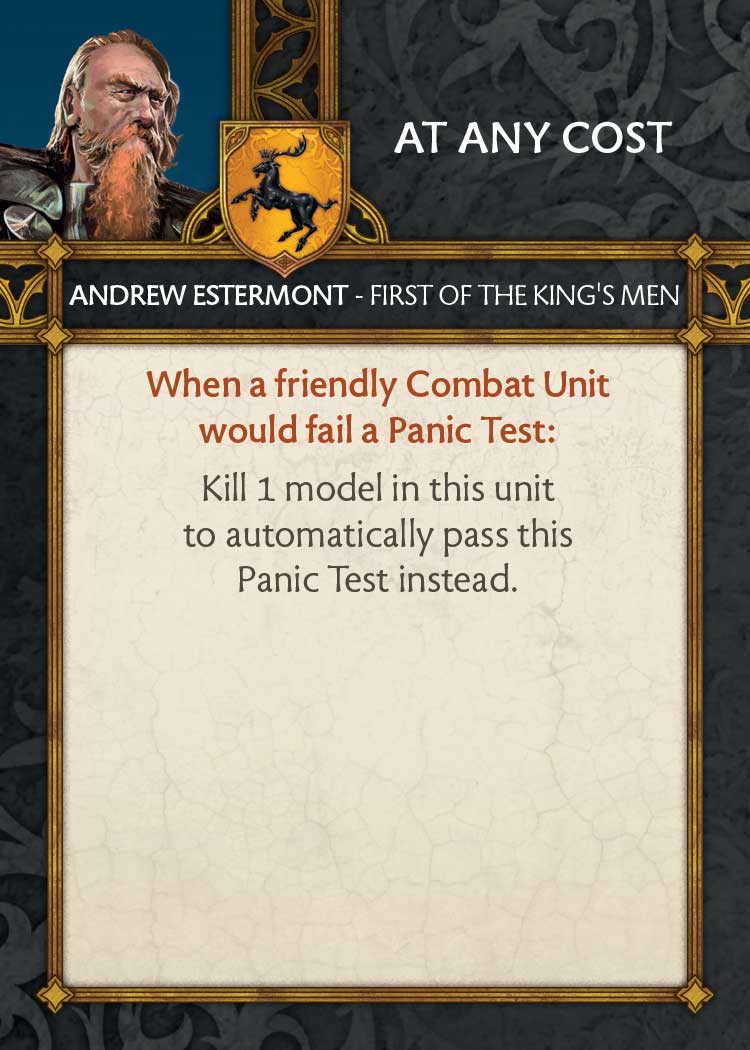 AT ANY COST
ANDREW ESTERMONT - FIRST OF THE KING'S MEN
When a friendly Combat Unit
would fail a Panic Test:
Kill 1 model in this unit
to automatically pass this
Panic Test instead.